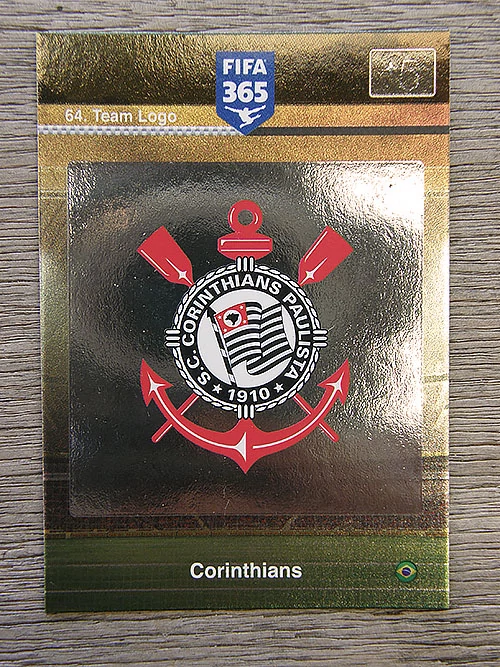 FIFA
365
64. Team Logo
S.C. CORINTHIANS PAULISTA
★ 1910 ★
Corinthians